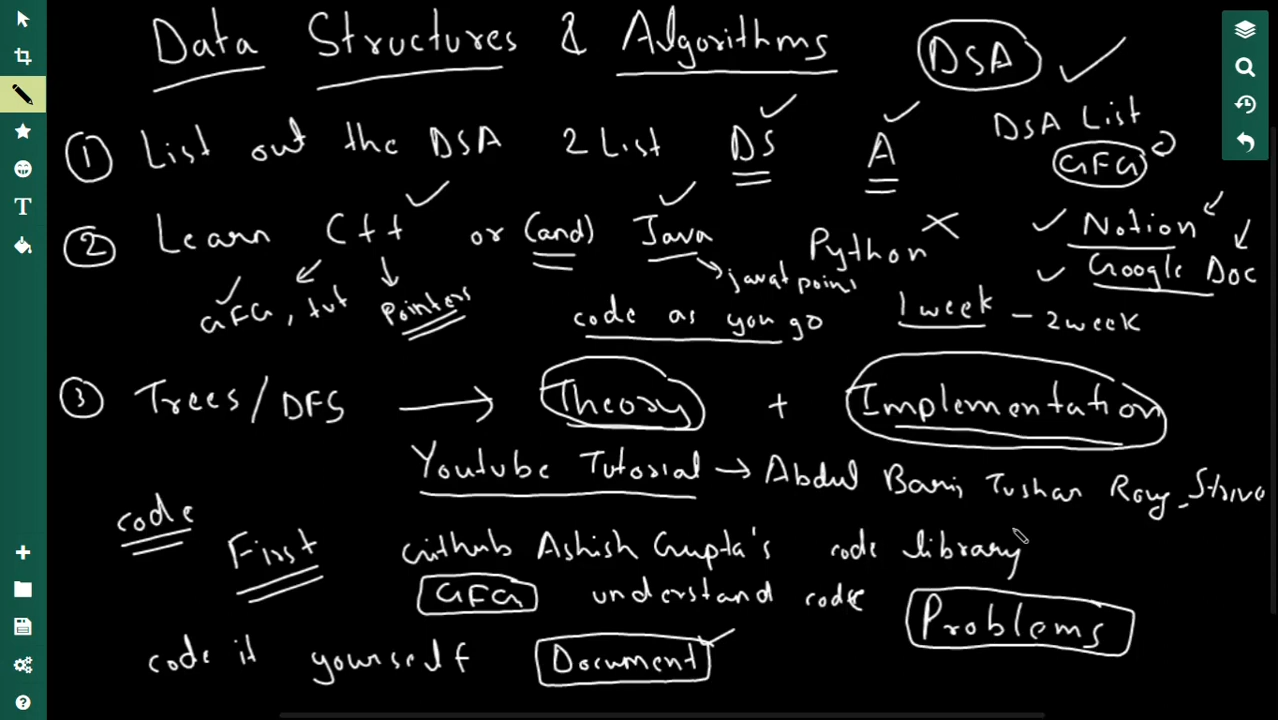 Data Structures & Algorithms DSA
DSA List
① List out the DSA 2 List DS A
GFG
② Learn C++ or (and) Java Python
Notion
Google Doc
GFG, tut Pointers
javatpoint
code as you go 1 week - 2 week
③ Trees/DFS → Theory + Implementation
Youtube Tutorial → Abdul Bari, Tushar Roy - Strive
code
First Github Ashish Gupta's code library
GFG understand code
Problems
code it yourself Document
T
?